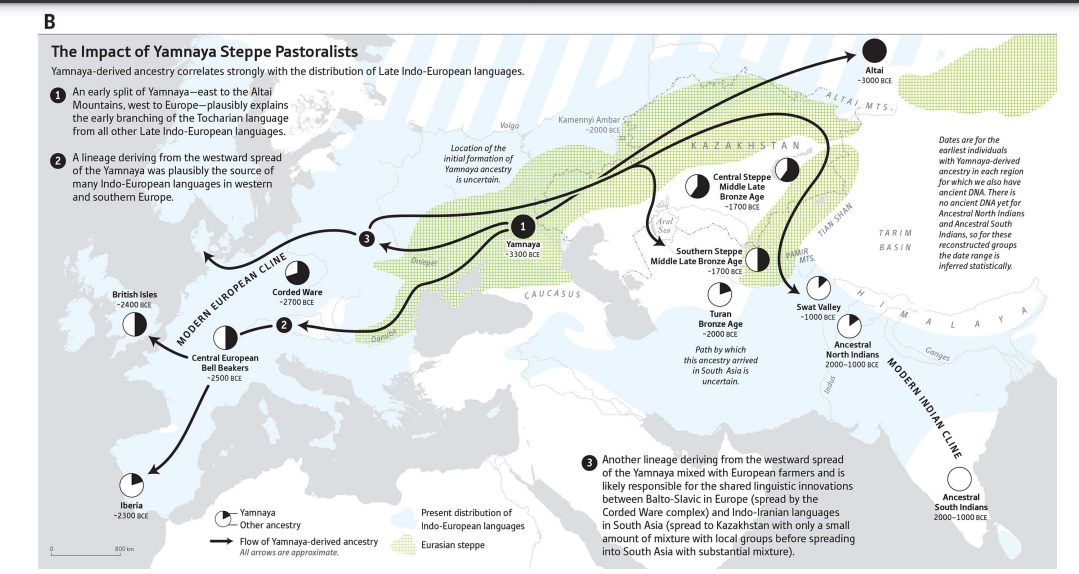 B
The Impact of Yamnaya Steppe Pastoralists
Yamnaya-derived ancestry correlates strongly with the distribution of Late Indo-European languages.
1 An early split of Yamnaya—east to the Altai
Mountains, west to Europe—plausibly explains
the early branching of the Tocharian language
from all other Late Indo-European languages.
2 A lineage deriving from the westward spread
of the Yamnaya was plausibly the source of
many Indo-European languages in western
and southern Europe.
Volga
Location of the
initial formation of
Yamnaya ancestry
is uncertain.
Kamennyi Ambar
~2000 BCE
Altai
~3000 BCE
ALTAI MTS.
KAZAKHSTAN
Dates are for the
earliest individuals
with Yamnaya-derived
ancestry in each region
for which we also have
ancient DNA. There is
no ancient DNA yet for
Ancestral North Indians
and Ancestral South
Indians, so for these
reconstructed groups
the date range is
inferred statistically.
Central Steppe
Middle Late
Bronze Age
~1700 BCE
Aral
Sea
TIAN SHAN
TARIM
BASIN
3
1
Yamnaya
~3300 BCE
Dnieper
Southern Steppe
Middle Late Bronze Age
~1700 BCE
PAMIR
MTS.
MODERN EUROPEAN CLINE
Corded Ware
~2700 BCE
CAUCASUS
British Isles
~2400 BCE
2
Danube
Central European
Bell Beakers
~2500 BCE
Turan
Bronze Age
~2000 BCE
Swat Valley
~1000 BCE
HIMALAYA
Path by which
this ancestry arrived
in South Asia is
uncertain.
Ancestral
North Indians
2000–1000 BCE
Ganges
Indus
MODERN INDIAN CLINE
Iberia
~2300 BCE
Ancestral
South Indians
2000–1000 BCE
3 Another lineage deriving from the westward spread
of the Yamnaya mixed with European farmers and is
likely responsible for the shared linguistic innovations
between Balto-Slavic in Europe (spread by the
Corded Ware complex) and Indo-Iranian languages
in South Asia (spread to Kazakhstan with only a small
amount of mixture with local groups before spreading
into South Asia with substantial mixture).
Yamnaya
Other ancestry
Flow of Yamnaya-derived ancestry
All arrows are approximate.
Present distribution of
Indo-European languages
Eurasian steppe
0 800 km